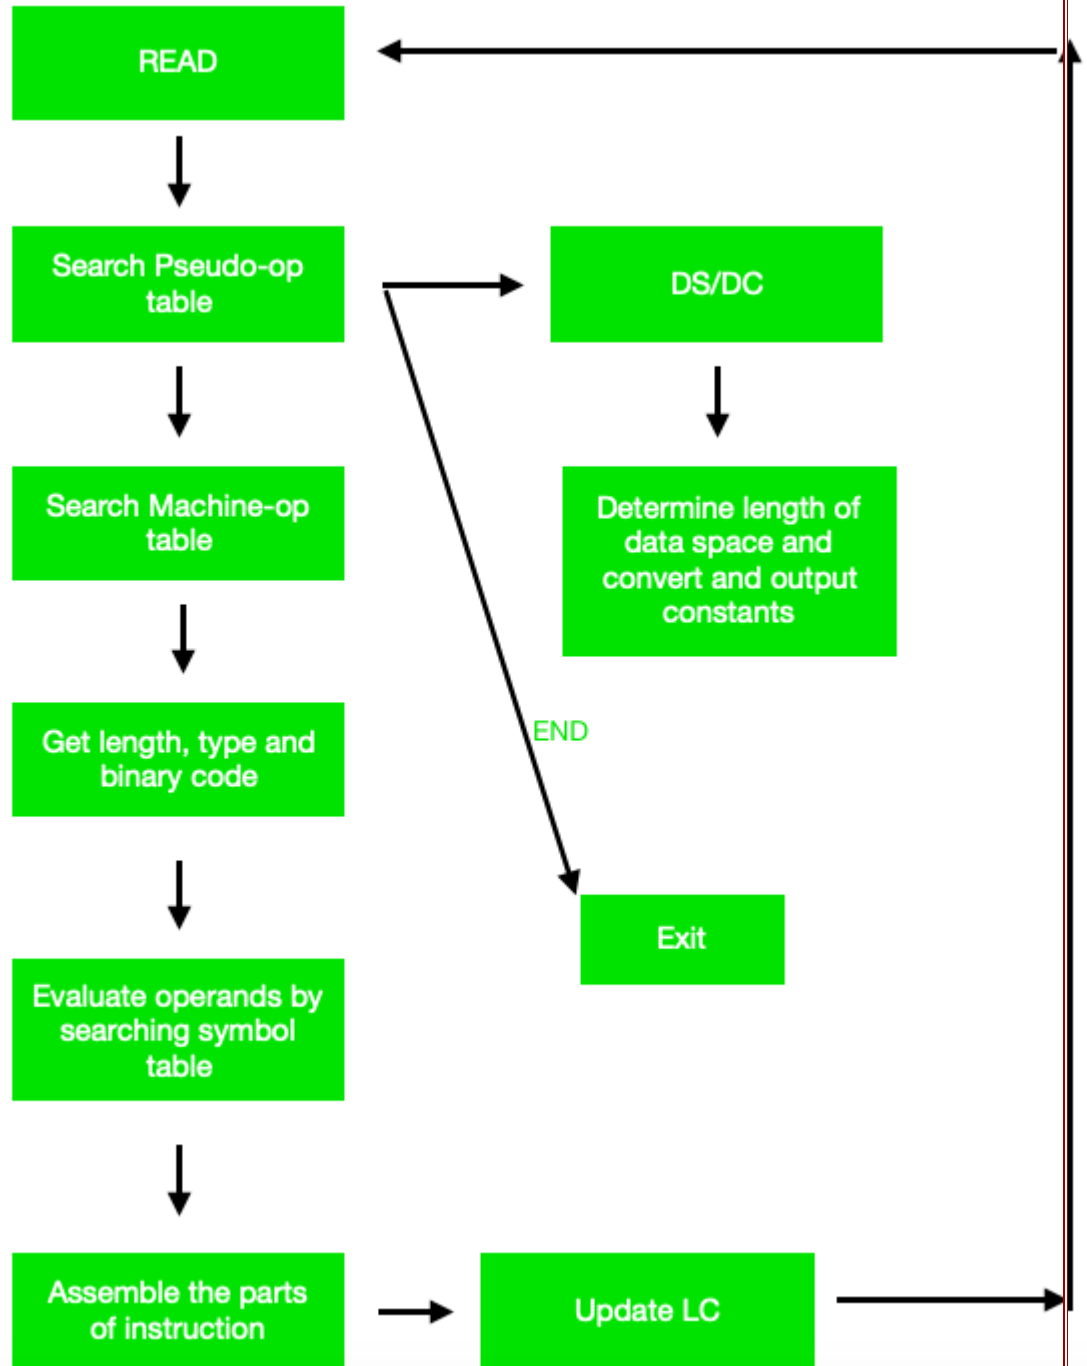 READ
Search Pseudo-op
table
DS/DC
Search Machine-op
table
Determine length of
data space and
convert and output
constants
Get length, type and
binary code
END
Exit
Evaluate operands by
searching symbol
table
Assemble the parts
of instruction
Update LC